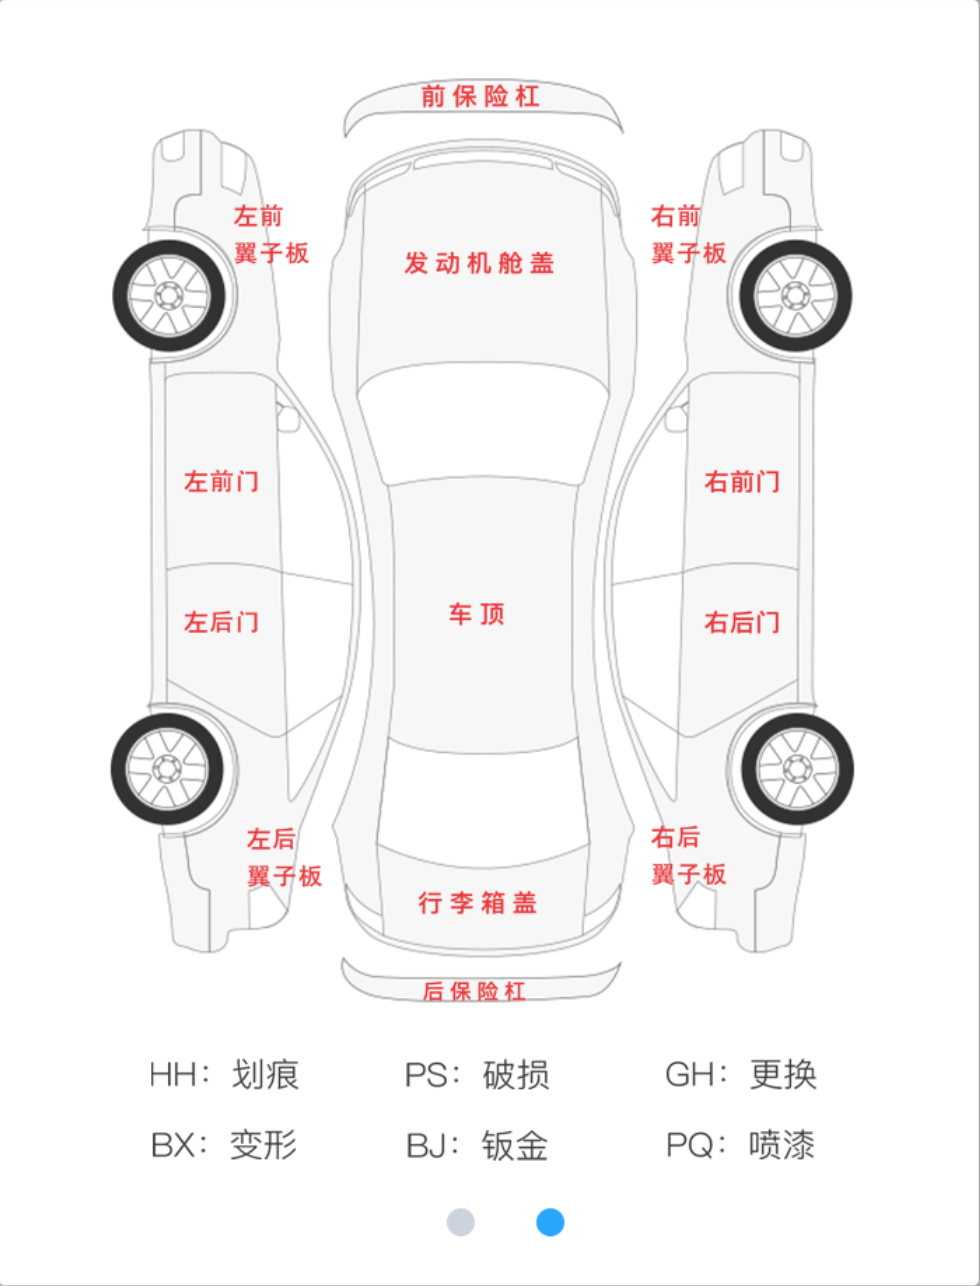 前保险杠
左前
翼子板
右前
翼子板
发动机舱盖
左前门
右前门
车顶
左后门
右后门
左后
翼子板
右后
翼子板
行李箱盖
后保险杠
HH：划痕
PS：破损
GH：更换
BX：变形
BJ：钣金
PQ：喷漆